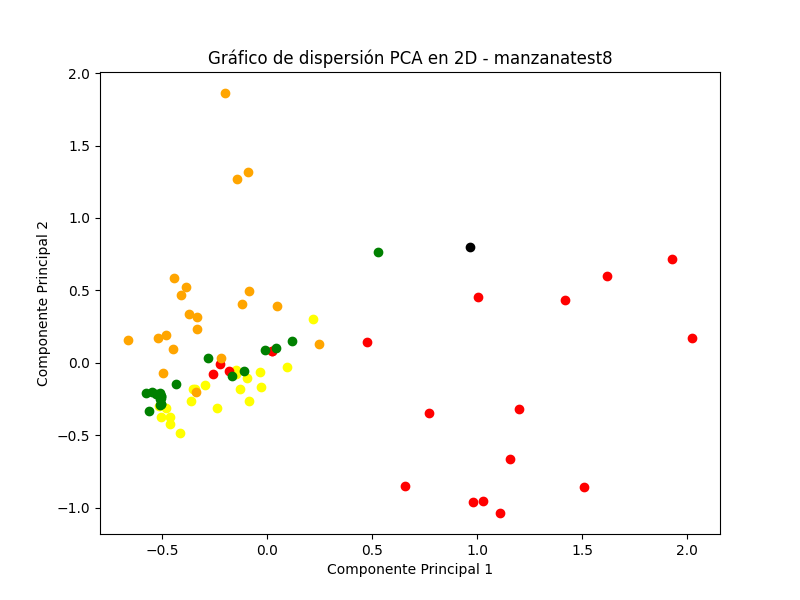 Gráfico de dispersión PCA en 2D - manzanatest8
2.0
1.5
1.0
0.5
0.0
−0.5
−1.0
Componente Principal 2
−0.5 0.0 0.5 1.0 1.5 2.0
Componente Principal 1